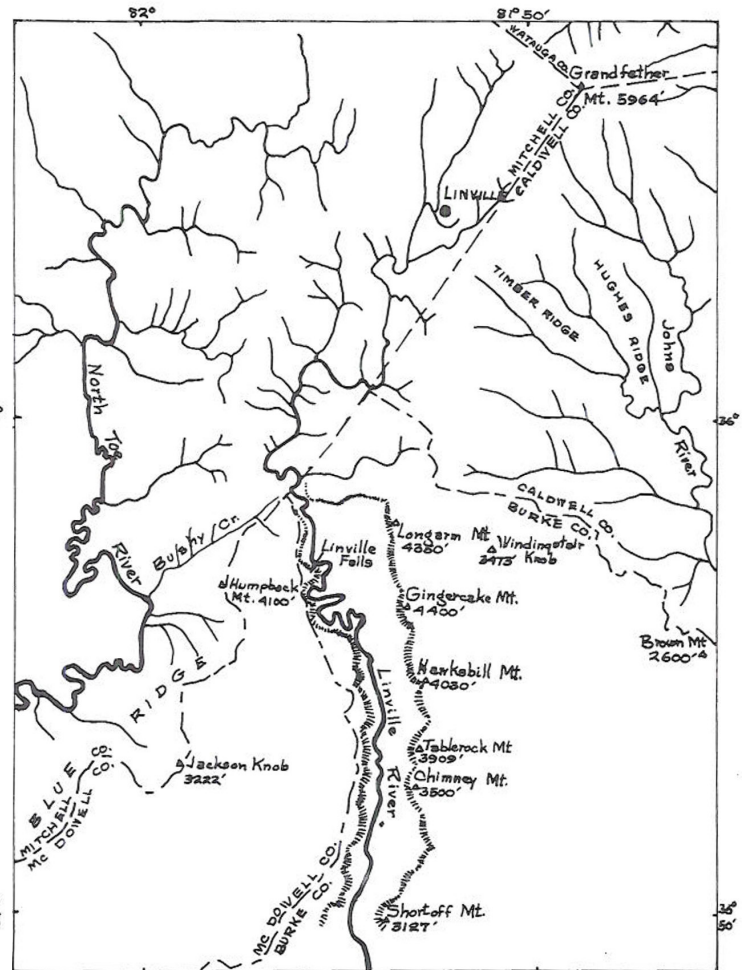 82°
81°50'
WATAUGA CO.
Grandfather
Mt. 5964'
MITCHELL CO.
CALDWELL CO.
LINVILLE
TIMBER RIDGE
HUGHES RIDGE
Johns
River
North Toe
River
36°
CALDWELL CO.
BURKE CO.
Bushy Cr.
Linville
Falls
Longarm Mt
4350'
Windingstair
3473' Knob
Humpback
Mt. 4100'
Gingercake Mt.
4400'
Brown Mt
2600'
Hawksbill Mt.
4030'
Linville River
Tablerock Mt
3909'
Chimney Mt.
3500'
Jackson Knob
3222'
BLUE RIDGE
MITCHELL CO.
Mc DOWELL CO.
Mc DOWELL CO.
BURKE CO.
Shortoff Mt.
3127'
35°
50'